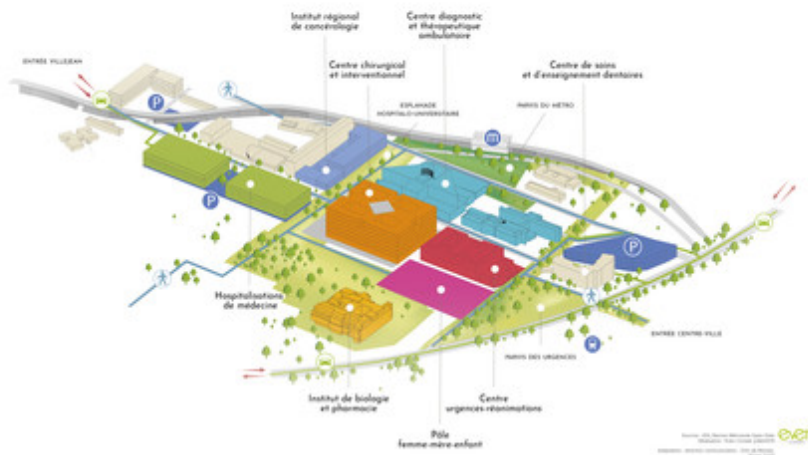 Institut régional
de cancérologie
Centre diagnostic
et thérapeutique
ambulatoire
Centre chirurgical
et interventionnel
Centre de soins
et d'enseignement dentaires
ENTRÉE VILLEJEAN
ESPLANADE
HOSPITALO-UNIVERSITAIRE
PARVIS DU MÉTRO
P
m
P
P
Hospitalisations
de médecine
ENTRÉE CENTRE-VILLE
PARVIS DES URGENCES
Institut de biologie
et pharmacie
Centre
urgences-réanimations
Pôle
femme-mère-enfant